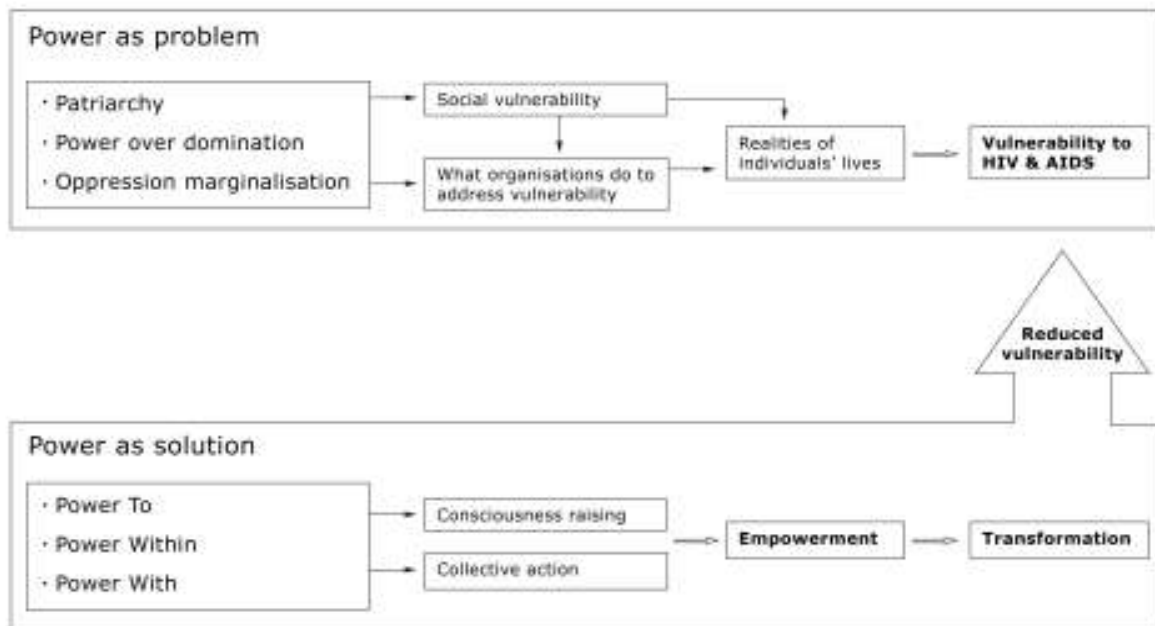 Power as problem
· Patriarchy
· Power over domination
· Oppression marginalisation
Social vulnerability
What organisations do to
address vulnerability
Realities of
individuals' lives
Vulnerability to
HIV & AIDS
Reduced
vulnerability
Power as solution
· Power To
· Power Within
· Power With
Consciousness raising
Collective action
Empowerment
Transformation